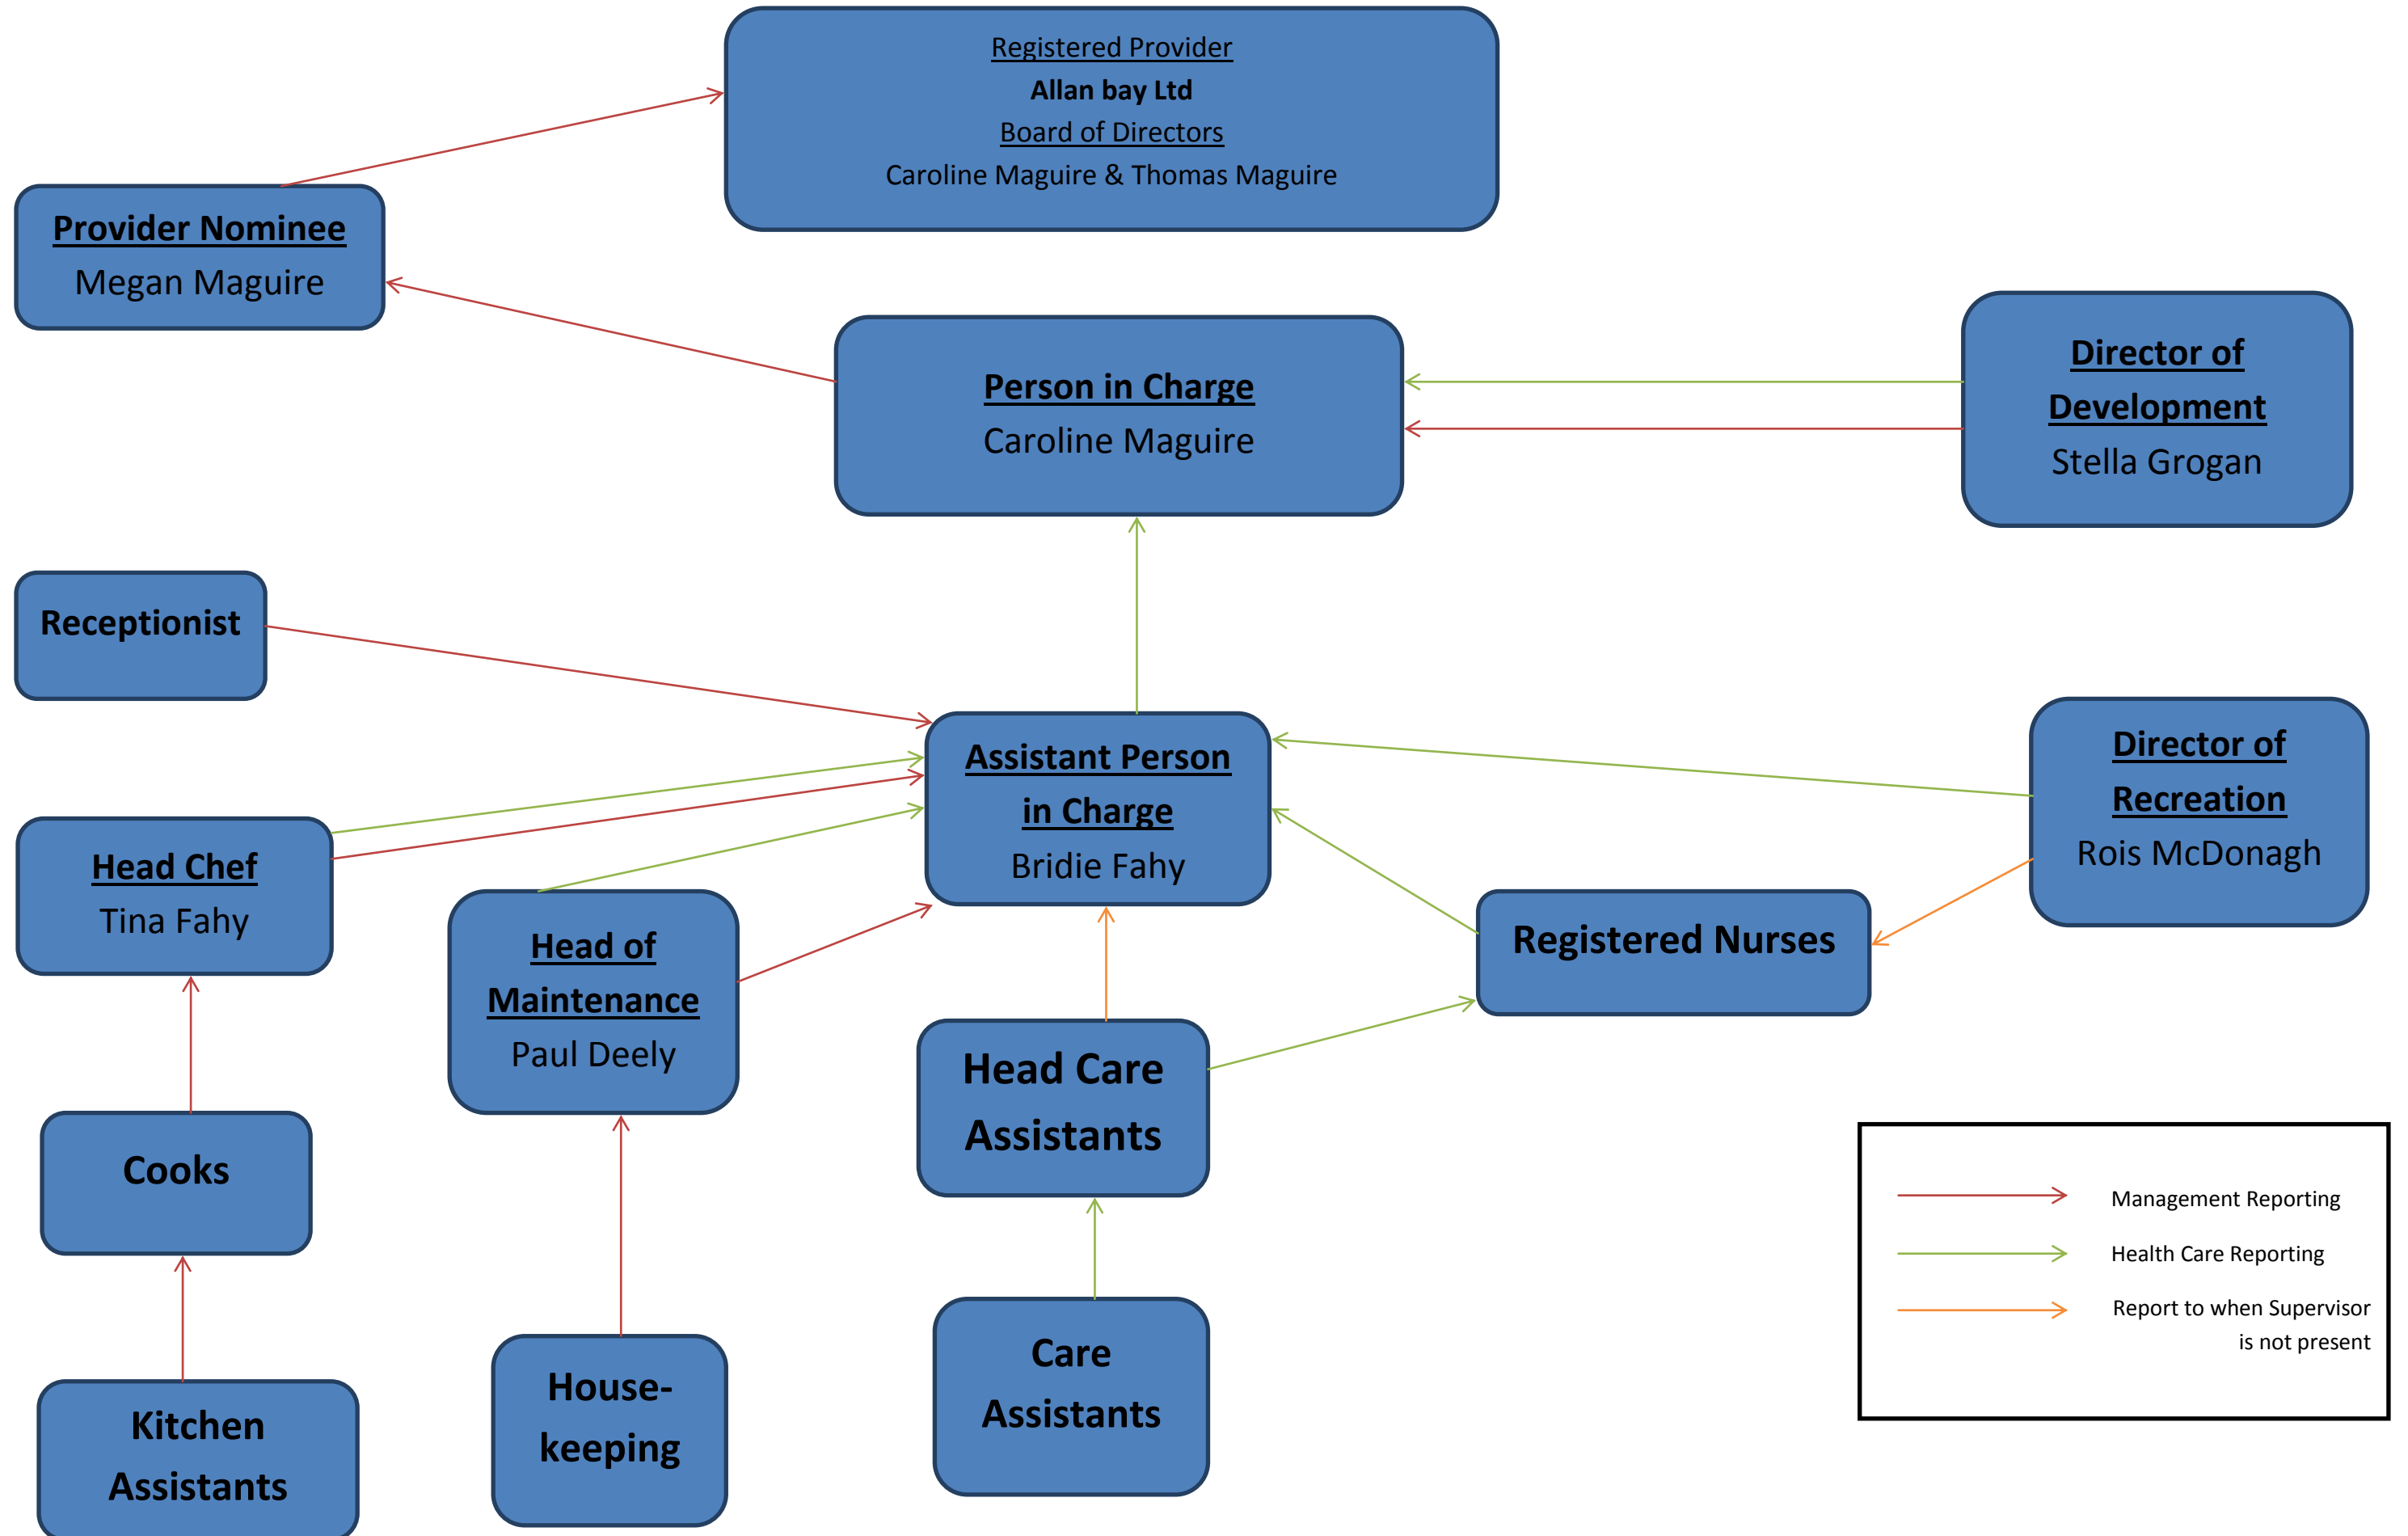 Registered Provider
Allan bay Ltd
Board of Directors
Caroline Maguire & Thomas Maguire
Provider Nominee
Megan Maguire
Person in Charge
Caroline Maguire
Director of
Development
Stella Grogan
Receptionist
Assistant Person
in Charge
Bridie Fahy
Director of
Recreation
Rois McDonagh
Head Chef
Tina Fahy
Head of
Maintenance
Paul Deely
Registered Nurses
Head Care
Assistants
Cooks
Care
Assistants
House-
keeping
Kitchen
Assistants
Management Reporting
Health Care Reporting
Report to when Supervisor
is not present